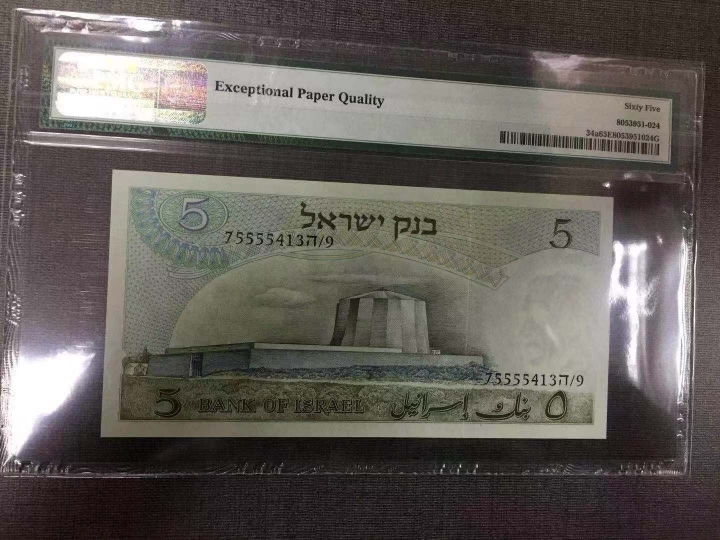 Exceptional Paper Quality
Sixty Five
8053951-024
34a65E8053951024G
5
בנק ישראל
5
75555413ה/9
75555413ה/9
5 BANK OF ISRAEL بنك إسرائيل ٥